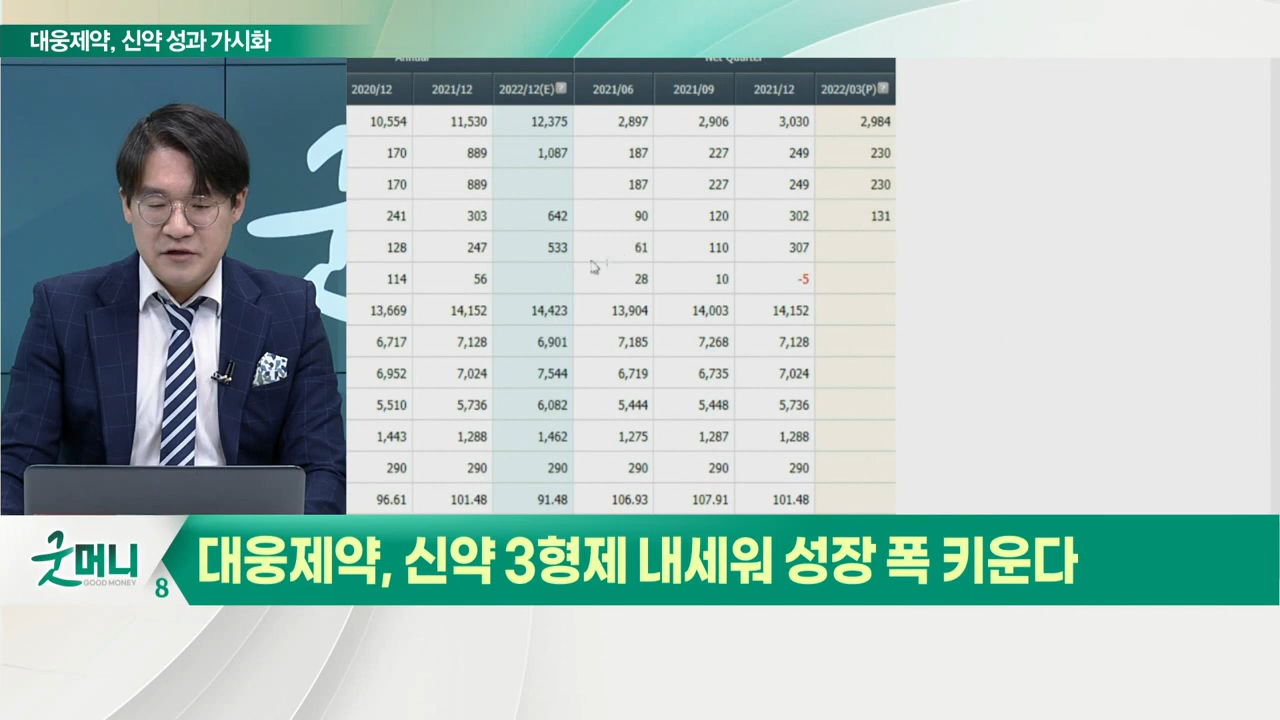 대웅제약, 신약 성과 가시화
Annual Net Quarter
2020/12 2021/12 2022/12(E) 2021/06 2021/09 2021/12 2022/03(P)
10,554 11,530 12,375 2,897 2,906 3,030 2,984
170 889 1,087 187 227 249 230
170 889 187 227 249 230
241 303 642 90 120 302 131
128 247 533 61 110 307
114 56 28 10 -5
13,669 14,152 14,423 13,904 14,003 14,152
6,717 7,128 6,901 7,185 7,268 7,128
6,952 7,024 7,544 6,719 6,735 7,024
5,510 5,736 6,082 5,444 5,448 5,736
1,443 1,288 1,462 1,275 1,287 1,288
290 290 290 290 290 290
96.61 101.48 91.48 106.93 107.91 101.48
굿머니
GOOD MONEY
8
대웅제약, 신약 3형제 내세워 성장 폭 키운다